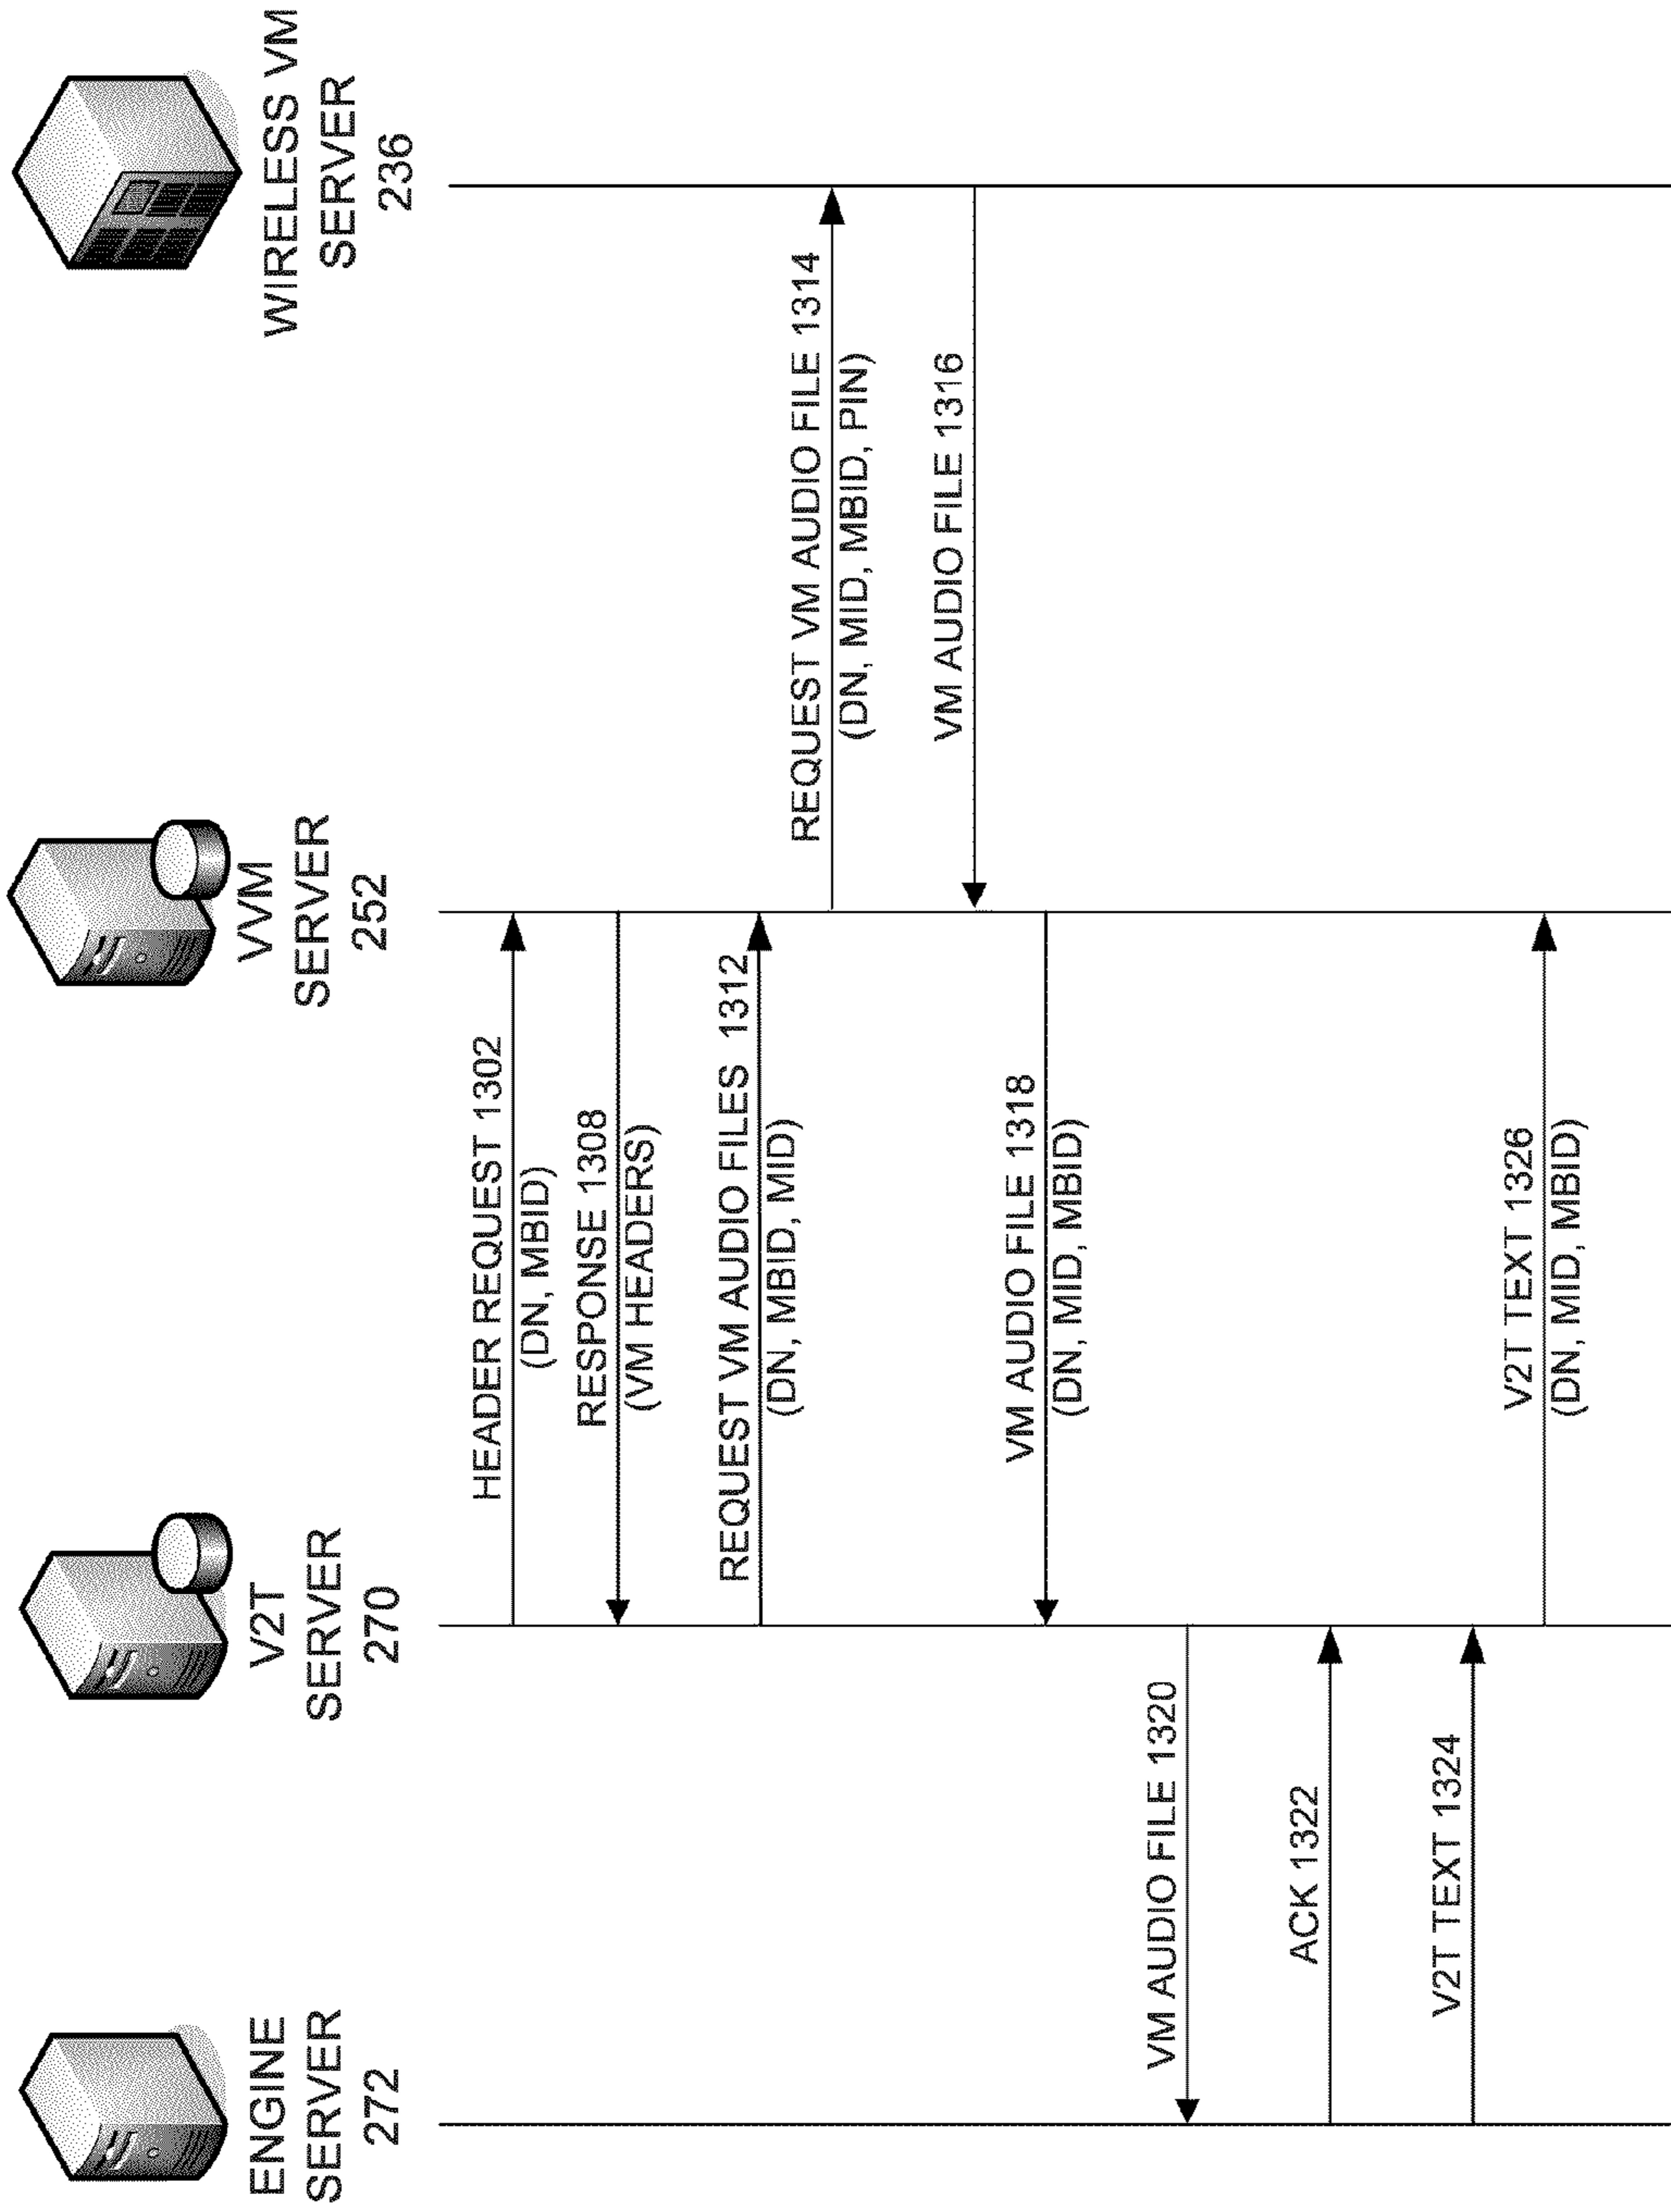 ENGINE
SERVER
272
V2T
SERVER
270
VVM
SERVER
252
WIRELESS VM
SERVER
236
HEADER REQUEST 1302
(DN, MBID)
RESPONSE 1308
(VM HEADERS)
REQUEST VM AUDIO FILES 1312
(DN, MBID, MID)
REQUEST VM AUDIO FILE 1314
(DN, MID, MBID, PIN)
VM AUDIO FILE 1316
VM AUDIO FILE 1318
(DN, MID, MBID)
VM AUDIO FILE 1320
ACK 1322
V2T TEXT 1324
V2T TEXT 1326
(DN, MID, MBID)